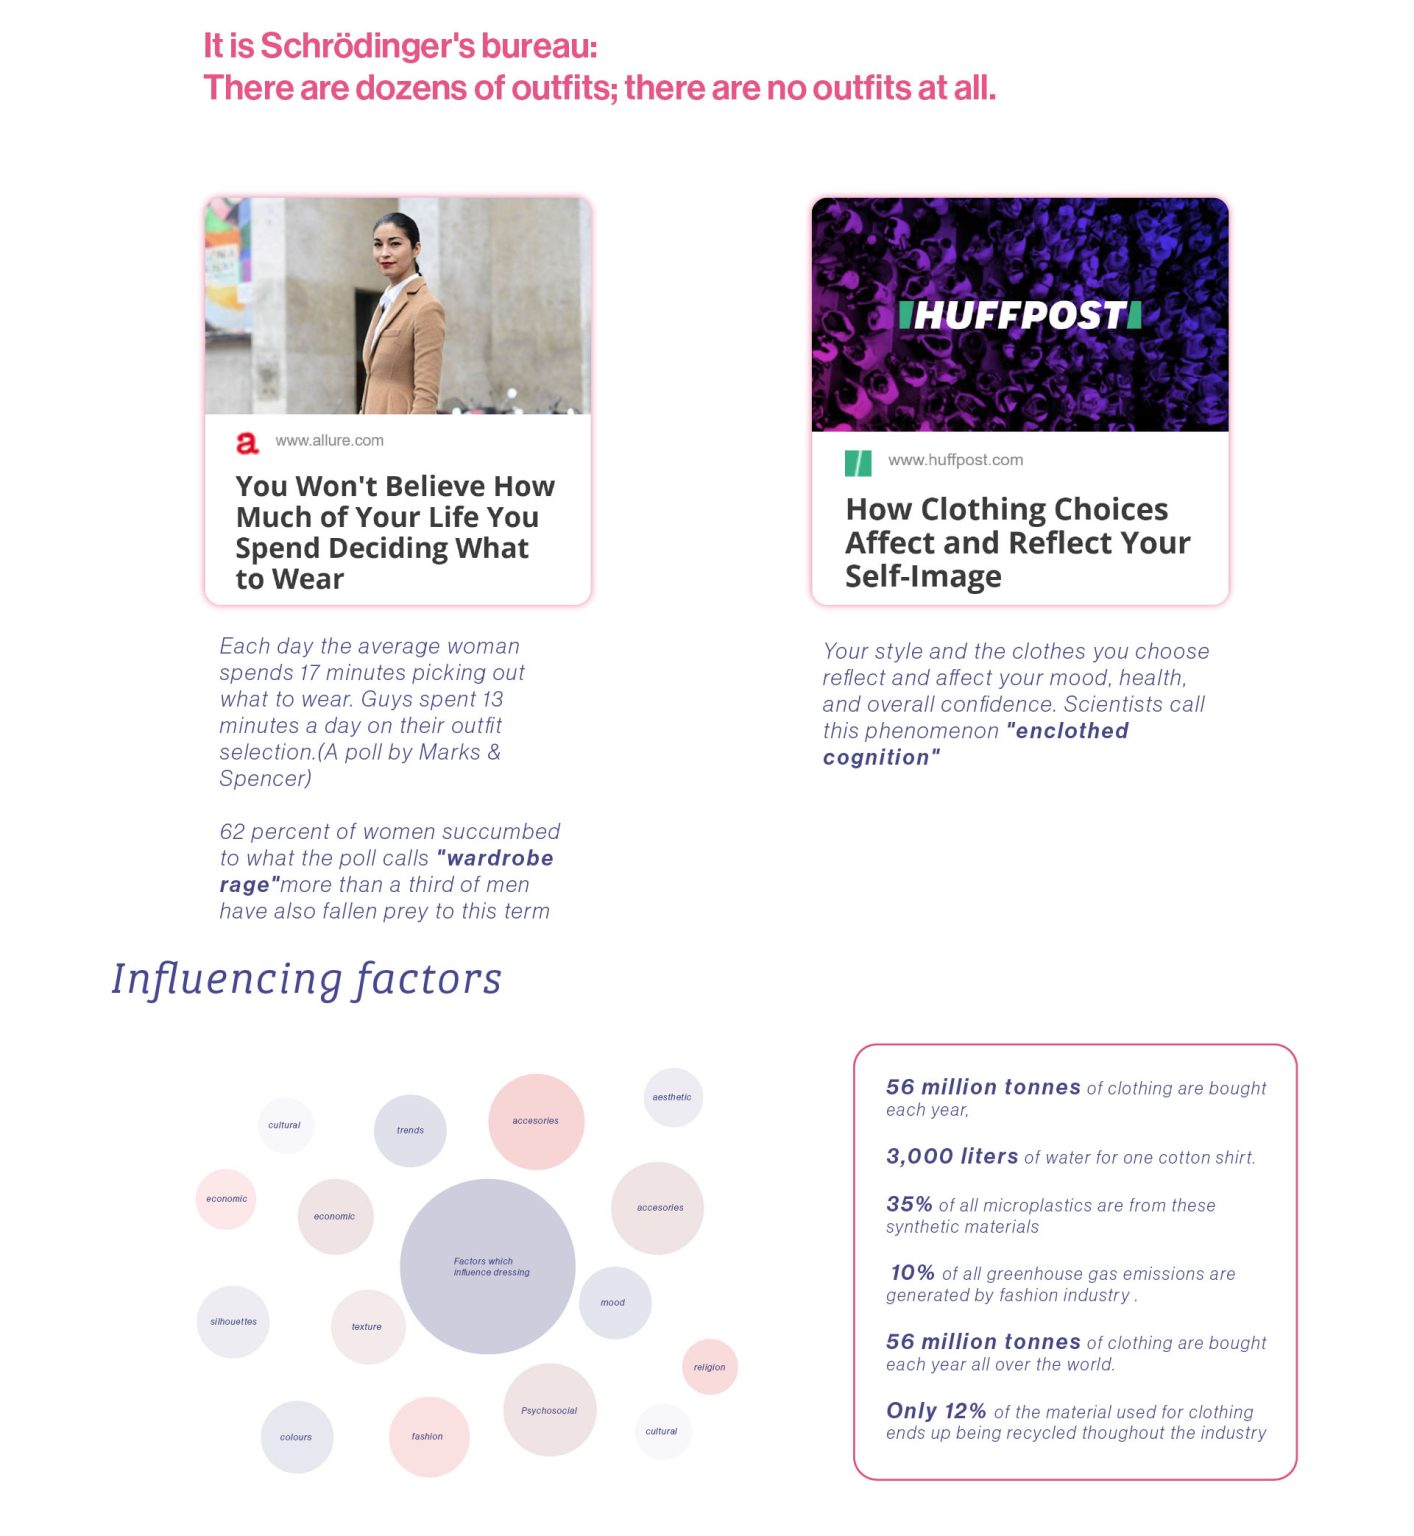 It is Schrödinger's bureau:
There are dozens of outfits; there are no outfits at all.
www.allure.com
You Won't Believe How
Much of Your Life You
Spend Deciding What
to Wear
Each day the average woman
spends 17 minutes picking out
what to wear. Guys spent 13
minutes a day on their outfit
selection.(A poll by Marks &
Spencer)
62 percent of women succumbed
to what the poll calls "wardrobe
rage"more than a third of men
have also fallen prey to this term
HUFFPOST
www.huffpost.com
How Clothing Choices
Affect and Reflect Your
Self-Image
Your style and the clothes you choose
reflect and affect your mood, health,
and overall confidence. Scientists call
this phenomenon "enclothed
cognition"
Influencing factors
aesthetic
accesories
cultural
trends
economic
accesories
economic
Factors which
influence dressing
mood
silhouettes
texture
religion
Psychosocial
cultural
colours
fashion
56 million tonnes of clothing are bought
each year,
3,000 liters of water for one cotton shirt.
35% of all microplastics are from these
synthetic materials
10% of all greenhouse gas emissions are
generated by fashion industry .
56 million tonnes of clothing are bought
each year all over the world.
Only 12% of the material used for clothing
ends up being recycled thoughout the industry